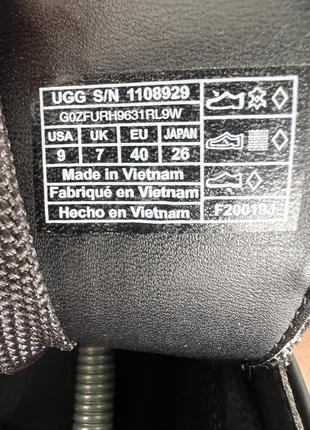 UGG S/N 1108929
G0ZFURH9631RL9W
USA UK EU JAPAN
9 7 40 26
Made in Vietnam
Fabriqué en Vietnam
Hecho en Vietnam